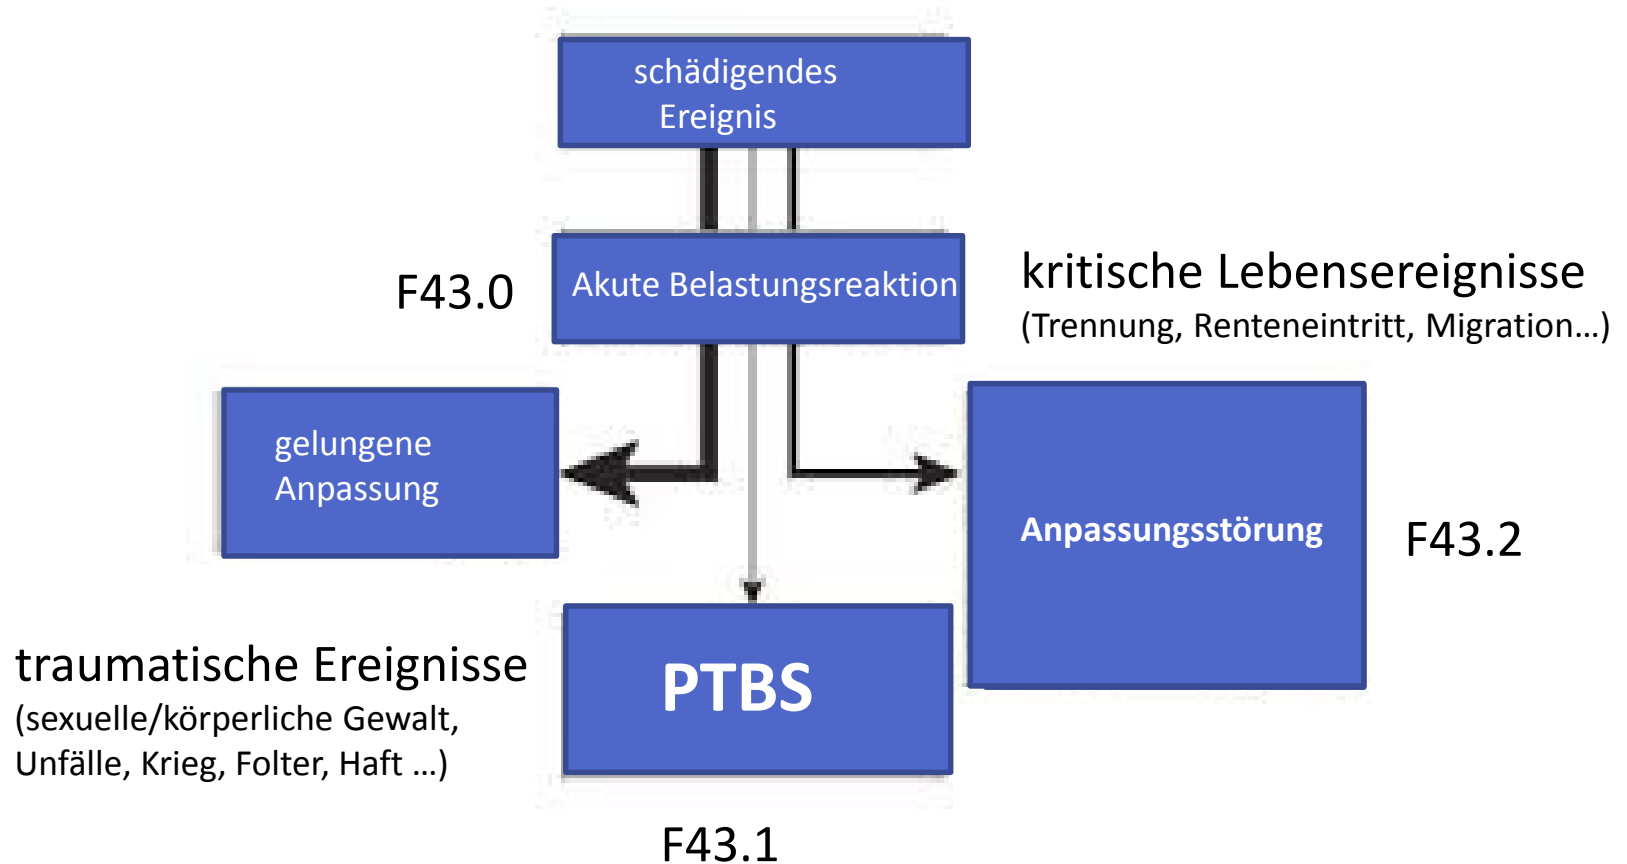 schädigendes
Ereignis
F43.0
Akute Belastungsreaktion
kritische Lebensereignisse
(Trennung, Renteneintritt, Migration...)
gelungene
Anpassung
Anpassungsstörung
F43.2
traumatische Ereignisse
(sexuelle/körperliche Gewalt,
Unfälle, Krieg, Folter, Haft ...)
PTBS
F43.1